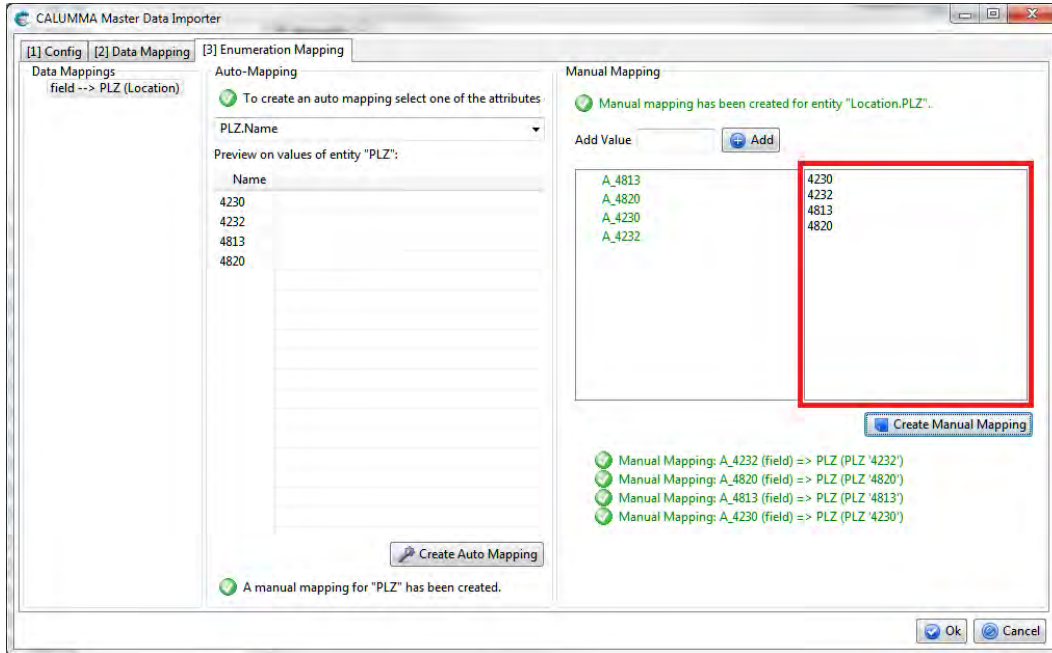 CALUMMA Master Data Importer
[1] Config
[2] Data Mapping
[3] Enumeration Mapping
Data Mappings
field --> PLZ (Location)
Auto-Mapping
To create an auto mapping select one of the attributes
PLZ.Name
Preview on values of entity "PLZ":
Name
4230
4232
4813
4820
Create Auto Mapping
A manual mapping for "PLZ" has been created.
Manual Mapping
Manual mapping has been created for entity "Location.PLZ".
Add Value
Add
A_4813
A_4820
A_4230
A_4232
4230
4232
4813
4820
Create Manual Mapping
Manual Mapping: A_4232 (field) => PLZ (PLZ '4232')
Manual Mapping: A_4820 (field) => PLZ (PLZ '4820')
Manual Mapping: A_4813 (field) => PLZ (PLZ '4813')
Manual Mapping: A_4230 (field) => PLZ (PLZ '4230')
Ok
Cancel